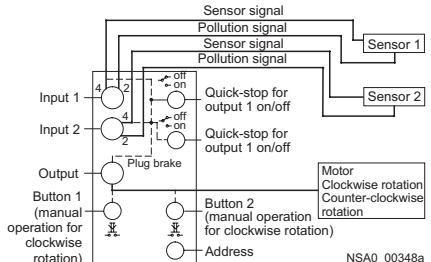 Sensor signal
Pollution signal
Sensor signal
Pollution signal
Sensor 1
Sensor 2
4
2
off
on
Input 1
Quick-stop for
output 1 on/off
4
off
on
Input 2
2
Quick-stop for
output 1 on/off
Plug brake
Output
Motor
Clockwise rotation
Counter-clockwise
rotation
Button 1
(manual
operation for
clockwise
rotation)
Button 2
(manual operation
for clockwise rotation)
Address
NSA0_00348a